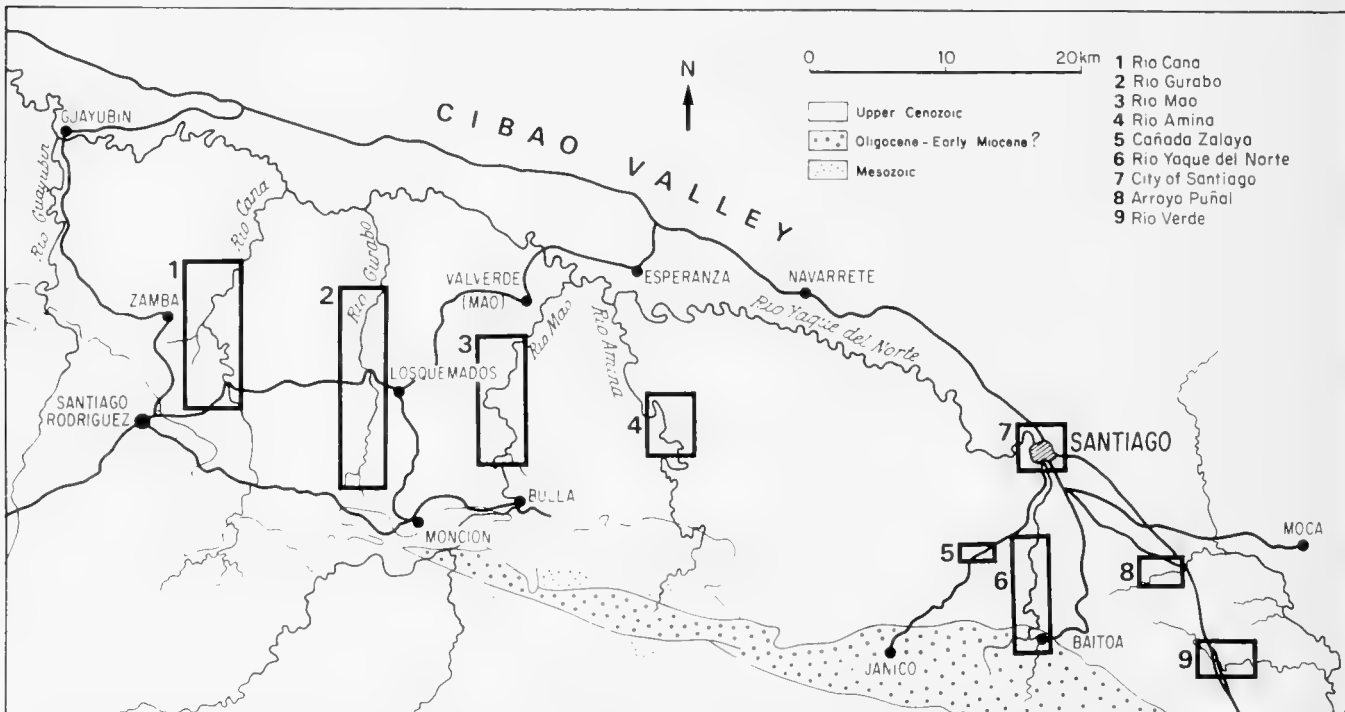 0 10 20 km
N
Upper Cenozoic
Oligocene - Early Miocene?
Mesozoic
1 Rio Cana
2 Rio Gurabo
3 Rio Mao
4 Rio Amina
5 Cañada Zalaya
6 Rio Yaque del Norte
7 City of Santiago
8 Arroyo Puñal
9 Rio Verde
CIBAO VALLEY
GUAYUBIN
Rio Guayubin
Rio Cana
Rio Gurabo
1
2
ZAMBA
VALVERDE
(MAO)
ESPERANZA
NAVARRETE
Rio Mao
Rio Amina
Rio Yaque del Norte
3
LOSQUEMADOS
SANTIAGO
RODRIGUEZ
4
7
SANTIAGO
BULLA
MONCION
MOCA
5
6
8
JANICO
BAITOA
9